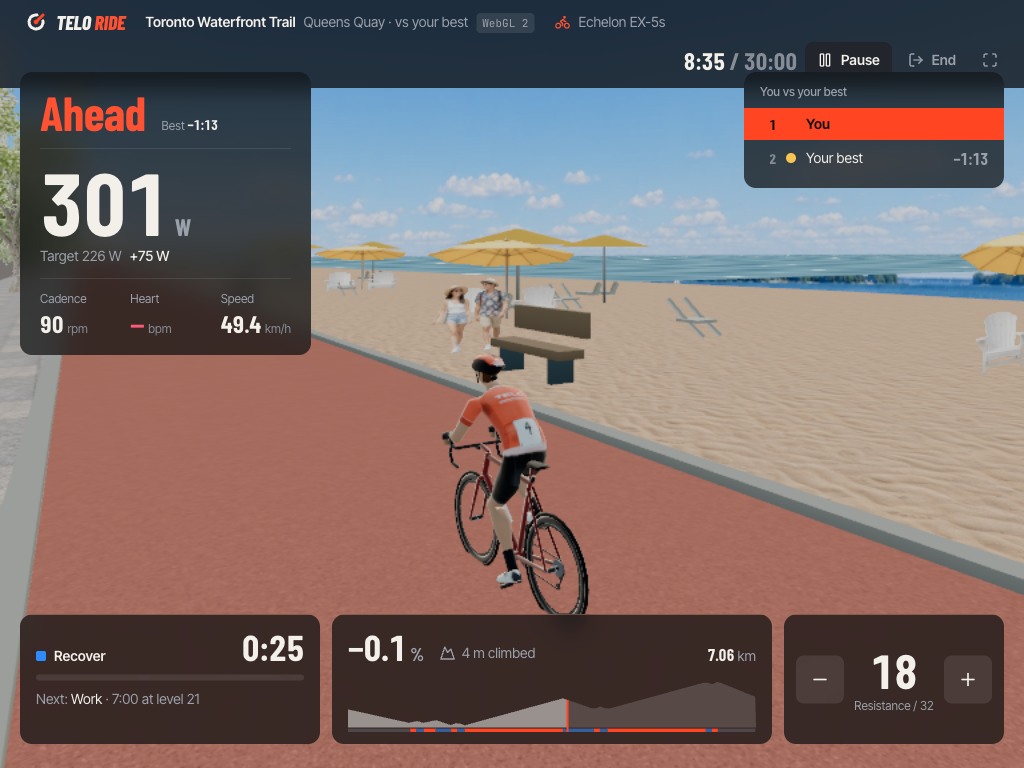 TELO RIDE Toronto Waterfront Trail Queens Quay · vs your best WebGL 2 Echelon EX-5s
8:35 / 30:00 Pause End
Ahead Best −1:13
301 W
Target 226 W +75 W
Cadence Heart Speed
90 rpm — bpm 49.4 km/h
You vs your best
1 You
2 Your best −1:13
4
Recover 0:25
Next: Work · 7:00 at level 21
−0.1 % 4 m climbed 7.06 km
− 18 +
Resistance / 32